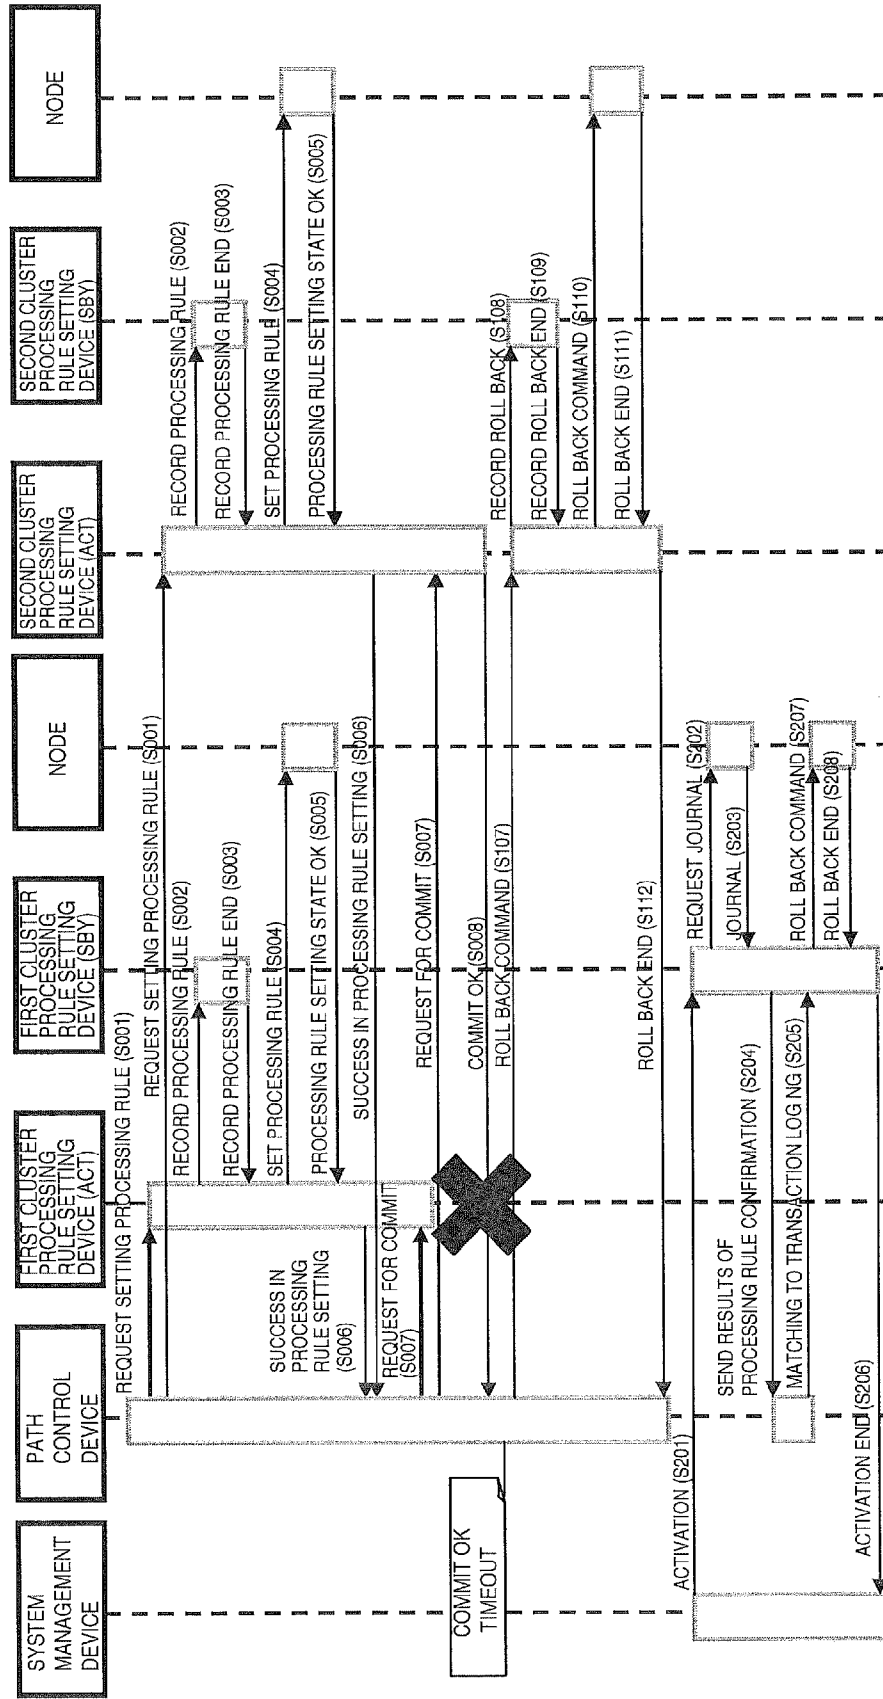 SYSTEM
MANAGEMENT
DEVICE
PATH
CONTROL
DEVICE
FIRST CLUSTER
PROCESSING
RULE SETTING
DEVICE (ACT)
FIRST CLUSTER
PROCESSING
RULE SETTING
DEVICE (SBY)
NODE
SECOND CLUSTER
PROCESSING
RULE SETTING
DEVICE (ACT)
SECOND CLUSTER
PROCESSING
RULE SETTING
DEVICE (SBY)
NODE
REQUEST SETTING PROCESSING RULE (S001)
REQUEST SETTING PROCESSING RULE (S001)
RECORD PROCESSING RULE (S002)
RECORD PROCESSING RULE END (S003)
SET PROCESSING RULE (S004)
PROCESSING RULE SETTING STATE OK (S005)
RECORD PROCESSING RULE (S002)
RECORD PROCESSING RULE END (S003)
SET PROCESSING RULE (S004)
PROCESSING RULE SETTING STATE OK (S005)
SUCCESS IN
PROCESSING
RULE SETTING
(S006)
SUCCESS IN PROCESSING RULE SETTING (S006)
REQUEST FOR COMMIT
(S007)
REQUEST FOR COMMIT (S007)
COMMIT OK (S008)
COMMIT OK
TIMEOUT
ROLL BACK COMMAND (S107)
RECORD ROLL BACK (S108)
RECORD ROLL BACK END (S109)
ROLL BACK COMMAND (S110)
ROLL BACK END (S111)
ROLL BACK END (S112)
ACTIVATION (S201)
REQUEST JOURNAL (S202)
JOURNAL (S203)
SEND RESULTS OF
PROCESSING RULE CONFIRMATION (S204)
MATCHING TO TRANSACTION LOG NG (S205)
ROLL BACK COMMAND (S207)
ROLL BACK END (S208)
ACTIVATION END (S206)